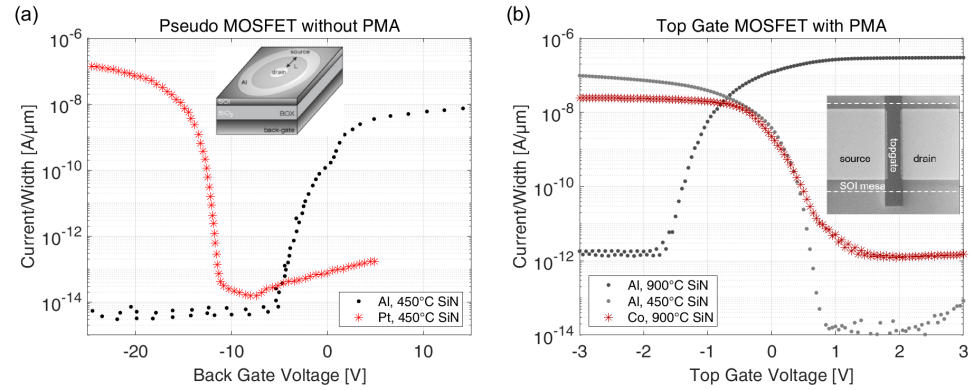 (a)
Pseudo MOSFET without PMA
10^-6
10^-8
10^-10
10^-12
10^-14
Current/Width [A/μm]
-20
-10
0
10
Back Gate Voltage [V]
source
drain
L
Al
SOI
SiO₂
BOX
back-gate
Al, 450°C SiN
Pt, 450°C SiN
(b)
Top Gate MOSFET with PMA
10^-6
10^-8
10^-10
10^-12
10^-14
Current/Width [A/μm]
-3
-2
-1
0
1
2
3
Top Gate Voltage [V]
source
topgate
drain
SOI mesa
Al, 900°C SiN
Al, 450°C SiN
Co, 900°C SiN